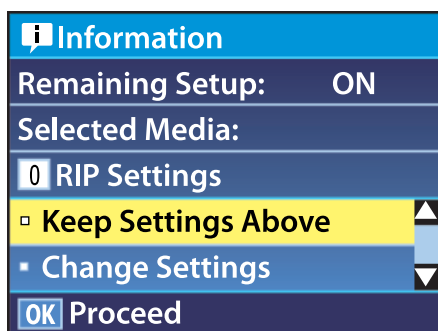 Information
Remaining Setup: ON
Selected Media:
0 RIP Settings
Keep Settings Above
Change Settings
OK Proceed